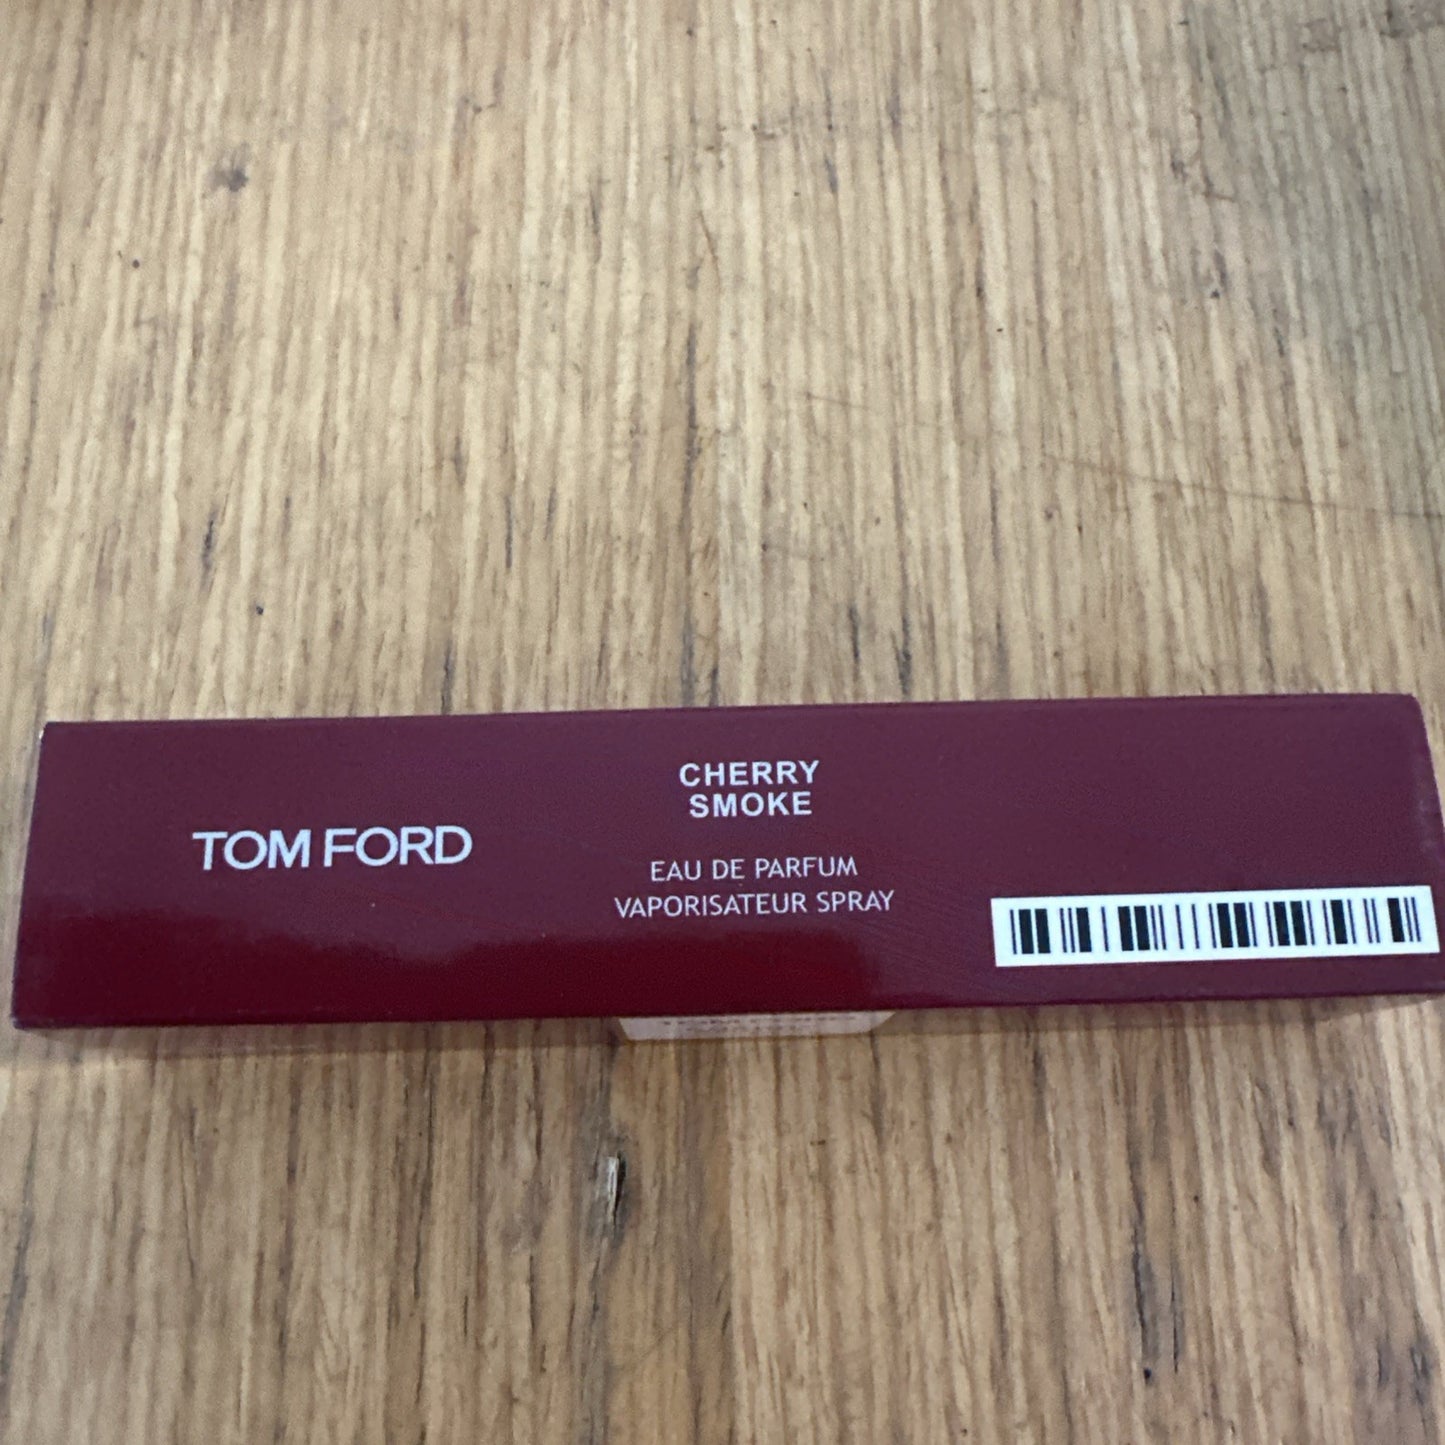 TOM FORD
CHERRY
SMOKE
EAU DE PARFUM
VAPORISATEUR SPRAY